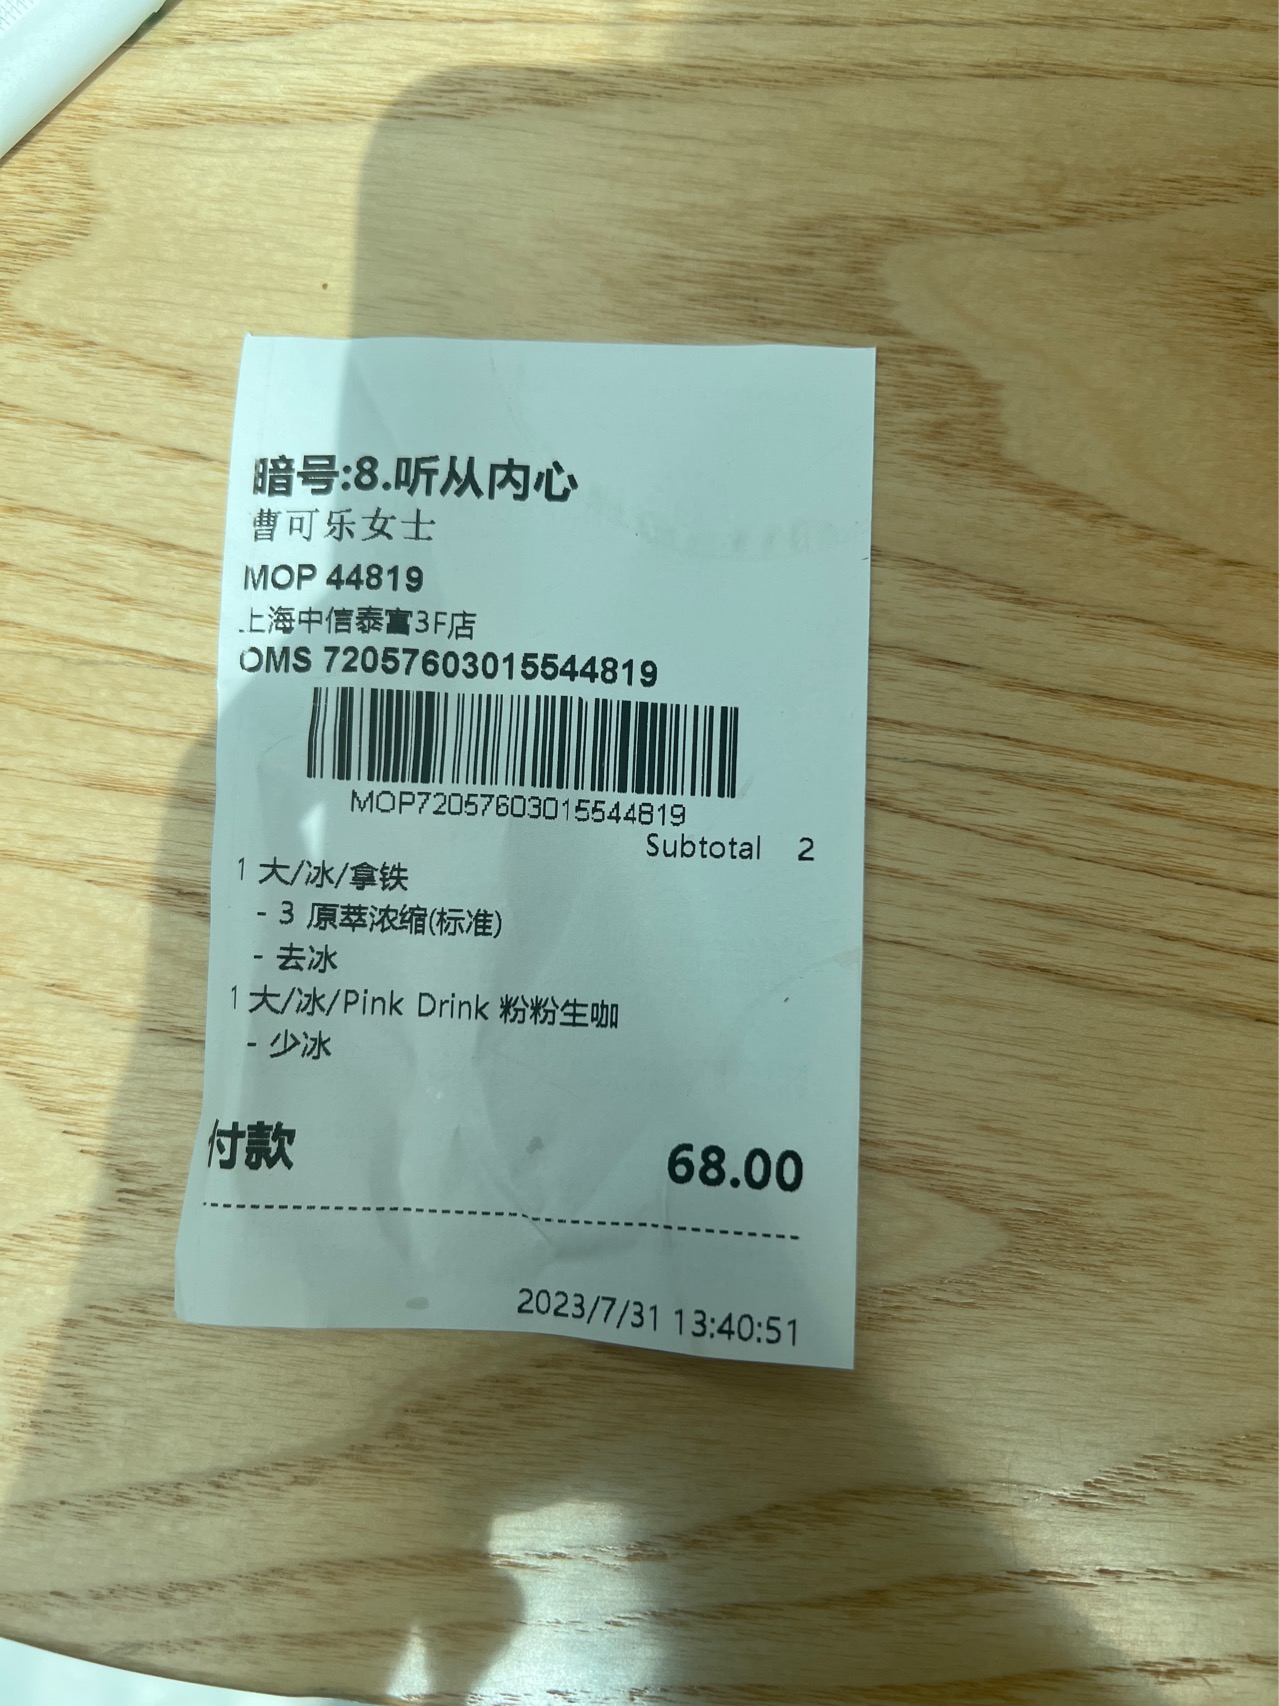 暗号:8.听从内心
曹可乐女士
MOP 44819
上海中信泰富3F店
OMS 72057603015544819
MOP72057603015544819
Subtotal 2
1 大/冰/拿铁
- 3 原萃浓缩(标准)
- 去冰
1 大/冰/Pink Drink 粉粉生咖
- 少冰
付款 68.00
2023/7/31 13:40:51